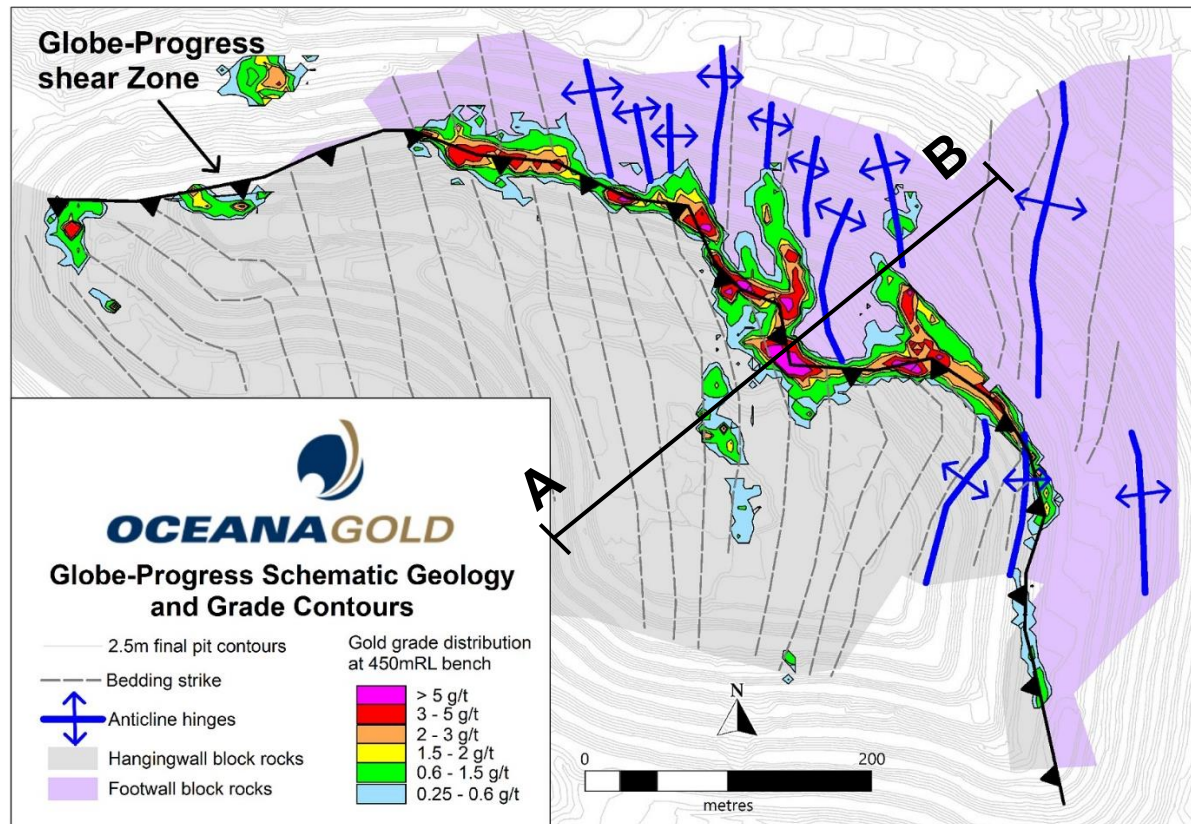 Globe-Progress
shear Zone
B
A
OCEANAGOLD
Globe-Progress Schematic Geology
and Grade Contours
2.5m final pit contours
Bedding strike
Anticline hinges
Hangingwall block rocks
Footwall block rocks
Gold grade distribution
at 450mRL bench
> 5 g/t
3 - 5 g/t
2 - 3 g/t
1.5 - 2 g/t
0.6 - 1.5 g/t
0.25 - 0.6 g/t
N
0 200
metres